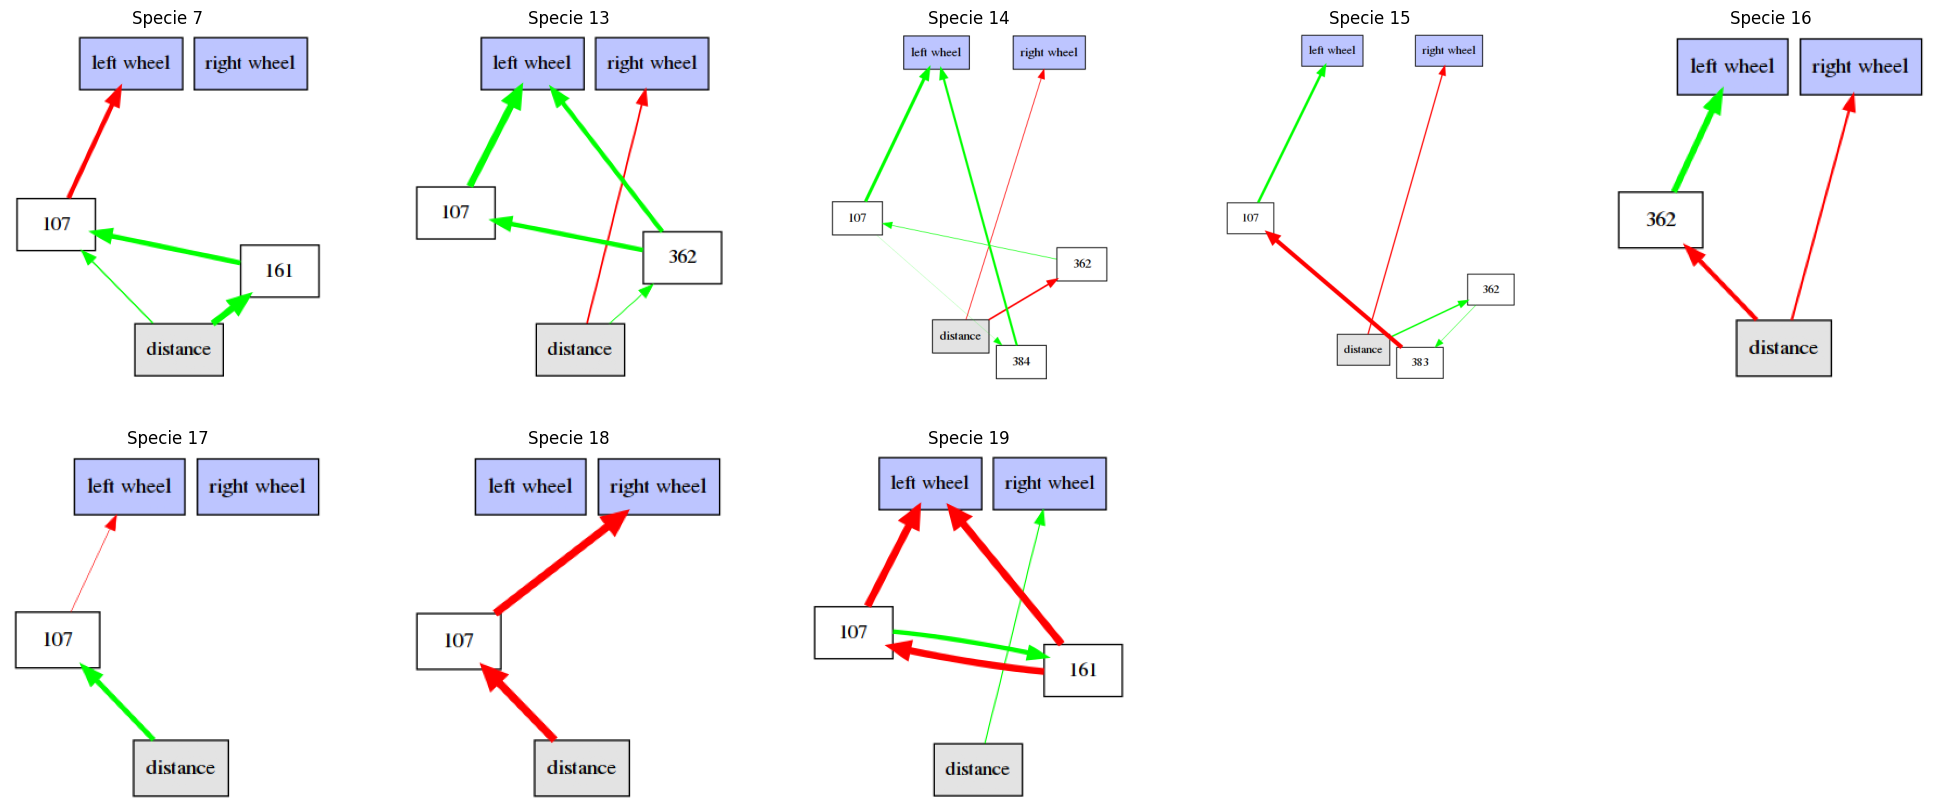 Specie 7
left wheel
right wheel
107
161
distance
Specie 13
left wheel
right wheel
107
362
distance
Specie 14
left wheel
right wheel
107
362
distance
384
Specie 15
left wheel
right wheel
107
362
distance
383
Specie 16
left wheel
right wheel
362
distance
Specie 17
left wheel
right wheel
107
distance
Specie 18
left wheel
right wheel
107
distance
Specie 19
left wheel
right wheel
107
161
distance